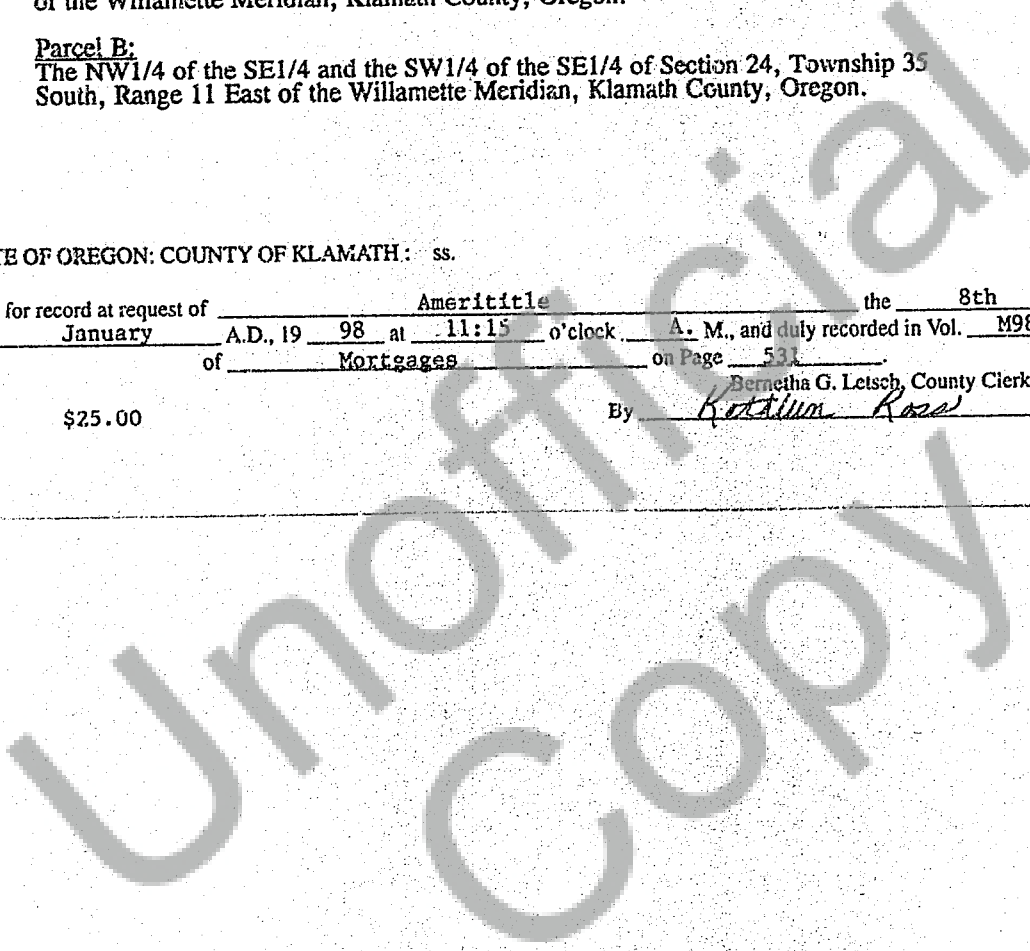 of the Willamette Meridian, Klamath County, Oregon.
Parcel B:
The NW1/4 of the SE1/4 and the SW1/4 of the SE1/4 of Section 24, Township 35
South, Range 11 East of the Willamette Meridian, Klamath County, Oregon.
TE OF OREGON: COUNTY OF KLAMATH: ss.
for record at request of Amerititle the 8th
January A.D., 19 98 at 11:15 o'clock A. M., and duly recorded in Vol. M98
of Mortgages on Page 531.
Bernetha G. Letsch, County Clerk
$25.00 By Ross
Unofficial
Copy